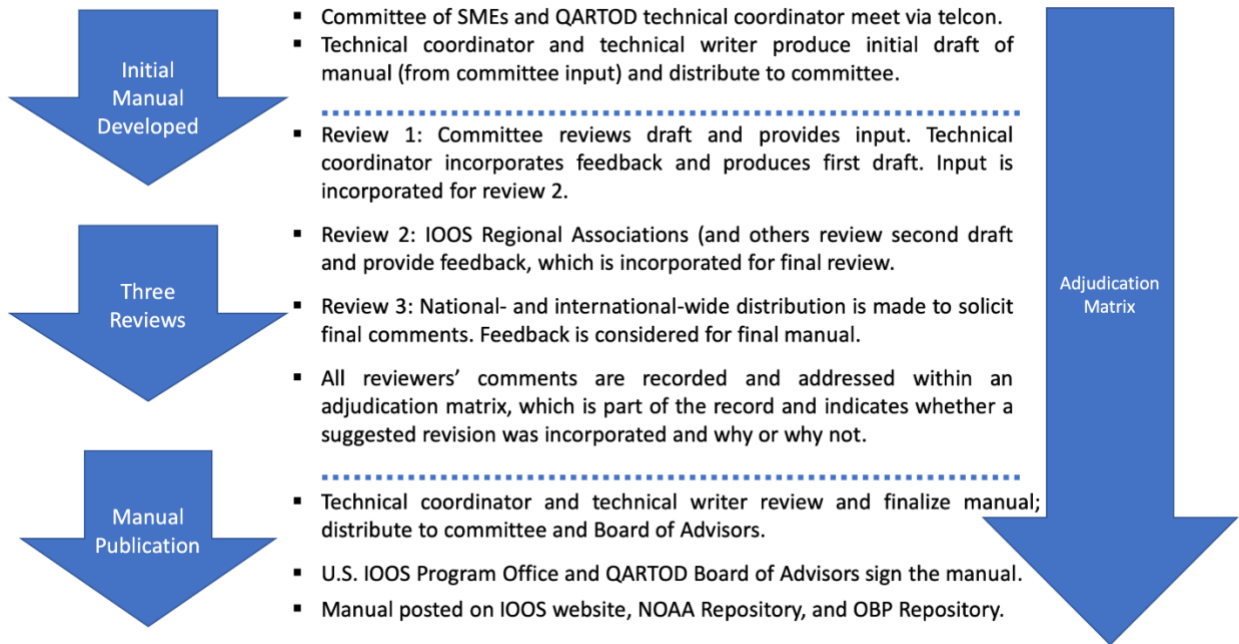 Initial
Manual
Developed
▪ Committee of SMEs and QARTOD technical coordinator meet via telcon.
▪ Technical coordinator and technical writer produce initial draft of
manual (from committee input) and distribute to committee.
▪ Review 1: Committee reviews draft and provides input. Technical
coordinator incorporates feedback and produces first draft. Input is
incorporated for review 2.
Three
Reviews
▪ Review 2: IOOS Regional Associations (and others review second draft
and provide feedback, which is incorporated for final review.
▪ Review 3: National- and international-wide distribution is made to solicit
final comments. Feedback is considered for final manual.
▪ All reviewers’ comments are recorded and addressed within an
adjudication matrix, which is part of the record and indicates whether a
suggested revision was incorporated and why or why not.
Manual
Publication
▪ Technical coordinator and technical writer review and finalize manual;
distribute to committee and Board of Advisors.
▪ U.S. IOOS Program Office and QARTOD Board of Advisors sign the manual.
▪ Manual posted on IOOS website, NOAA Repository, and OBP Repository.
Adjudication
Matrix